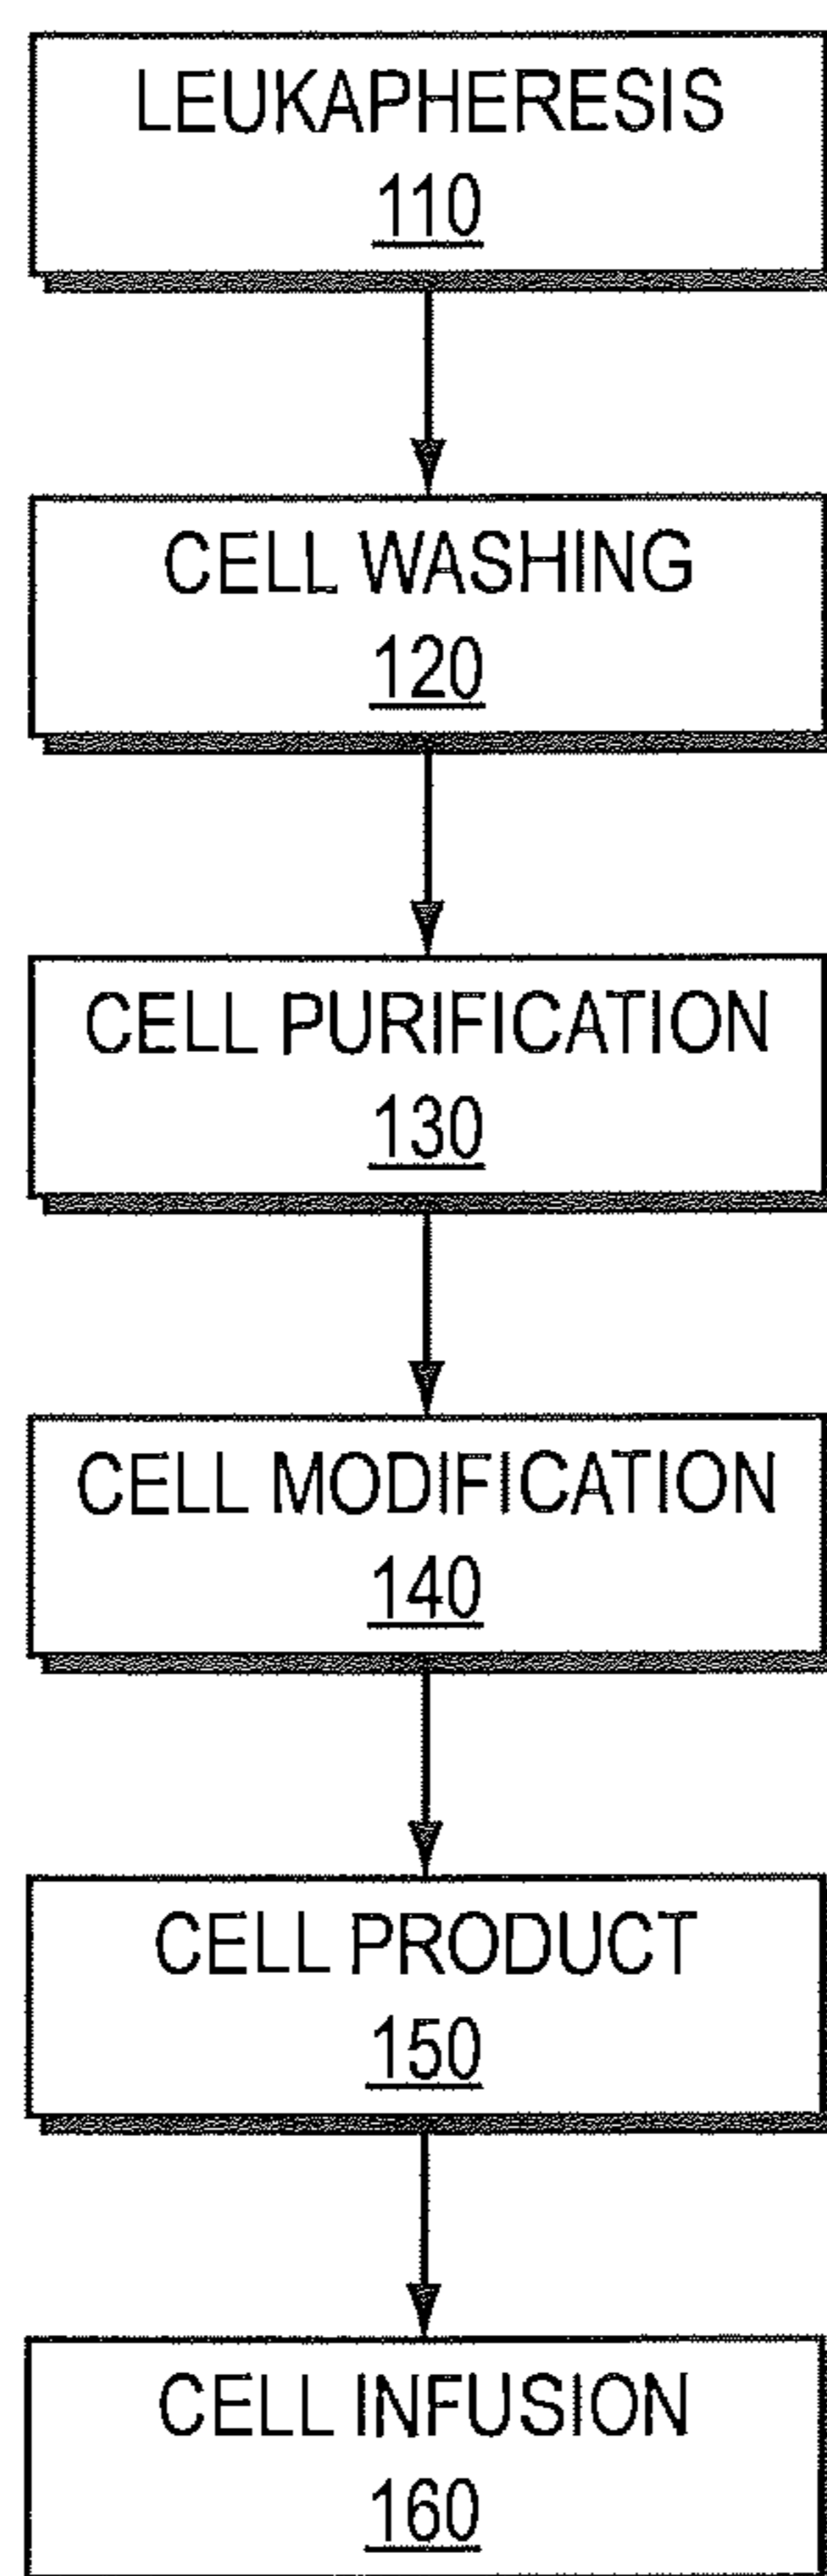 LEUKAPHERESIS
110
CELL WASHING
120
CELL PURIFICATION
130
CELL MODIFICATION
140
CELL PRODUCT
150
CELL INFUSION
160